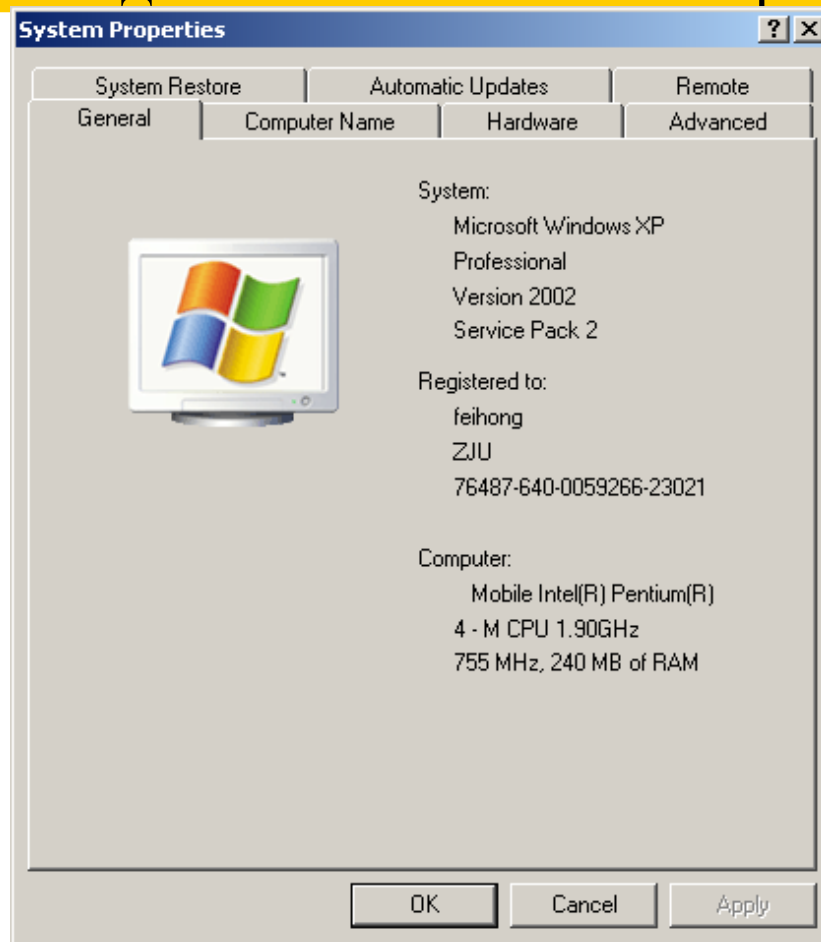 System Properties
System Restore Automatic Updates Remote
General Computer Name Hardware Advanced
System:
Microsoft Windows XP
Professional
Version 2002
Service Pack 2
Registered to:
feihong
ZJU
76487-640-0059266-23021
Computer:
Mobile Intel(R) Pentium(R)
4 - M CPU 1.90GHz
755 MHz, 240 MB of RAM
OK Cancel Apply